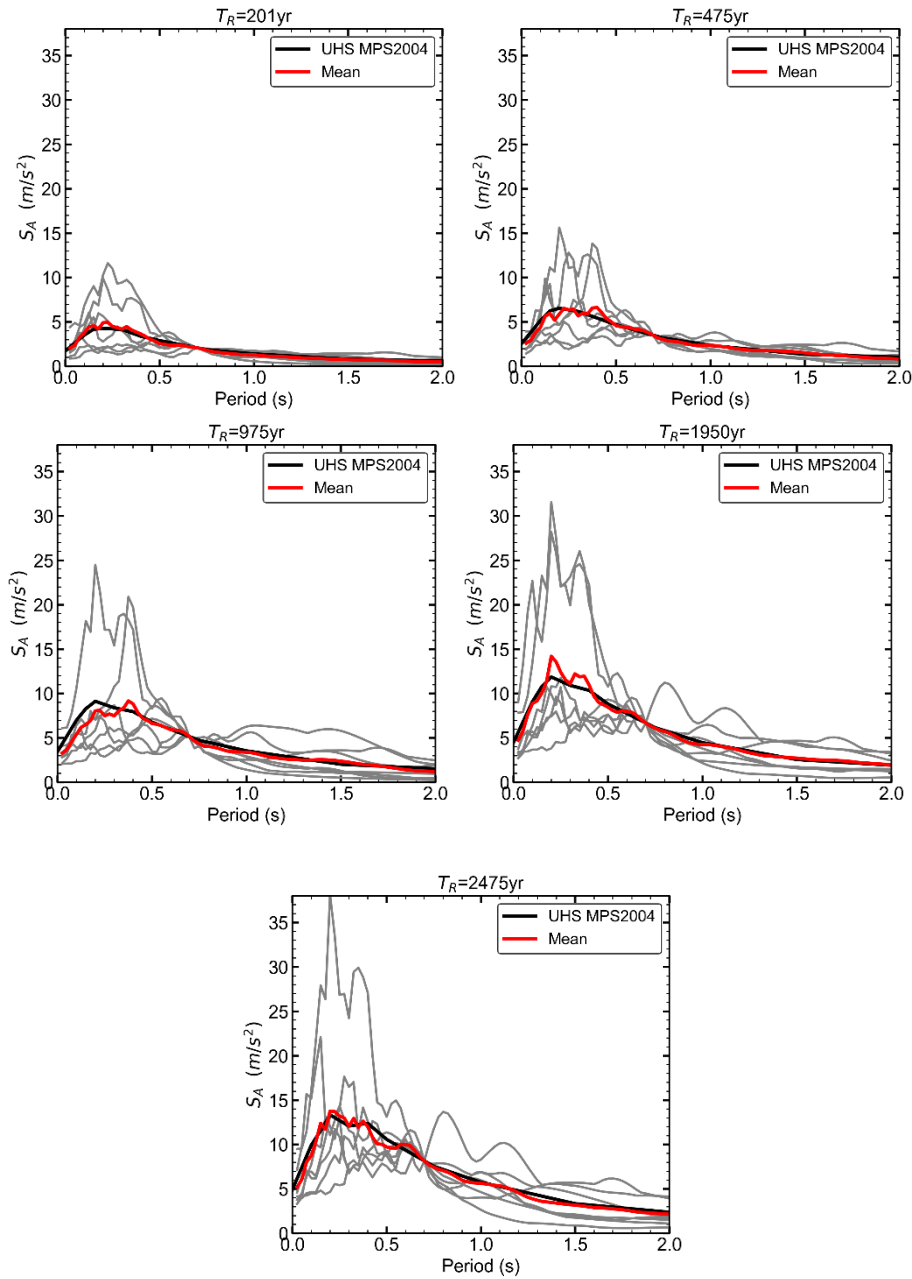 T_R=201yr
UHS MPS2004
Mean
S_A (m/s²)
35
30
25
20
15
10
5
0
0.0 0.5 1.0 1.5 2.0
Period (s)
T_R=475yr
UHS MPS2004
Mean
S_A (m/s²)
35
30
25
20
15
10
5
0
0.0 0.5 1.0 1.5 2.0
Period (s)
T_R=975yr
UHS MPS2004
Mean
S_A (m/s²)
35
30
25
20
15
10
5
0
0.0 0.5 1.0 1.5 2.0
Period (s)
T_R=1950yr
UHS MPS2004
Mean
S_A (m/s²)
35
30
25
20
15
10
5
0
0.0 0.5 1.0 1.5 2.0
Period (s)
T_R=2475yr
UHS MPS2004
Mean
S_A (m/s²)
35
30
25
20
15
10
5
0
0.0 0.5 1.0 1.5 2.0
Period (s)